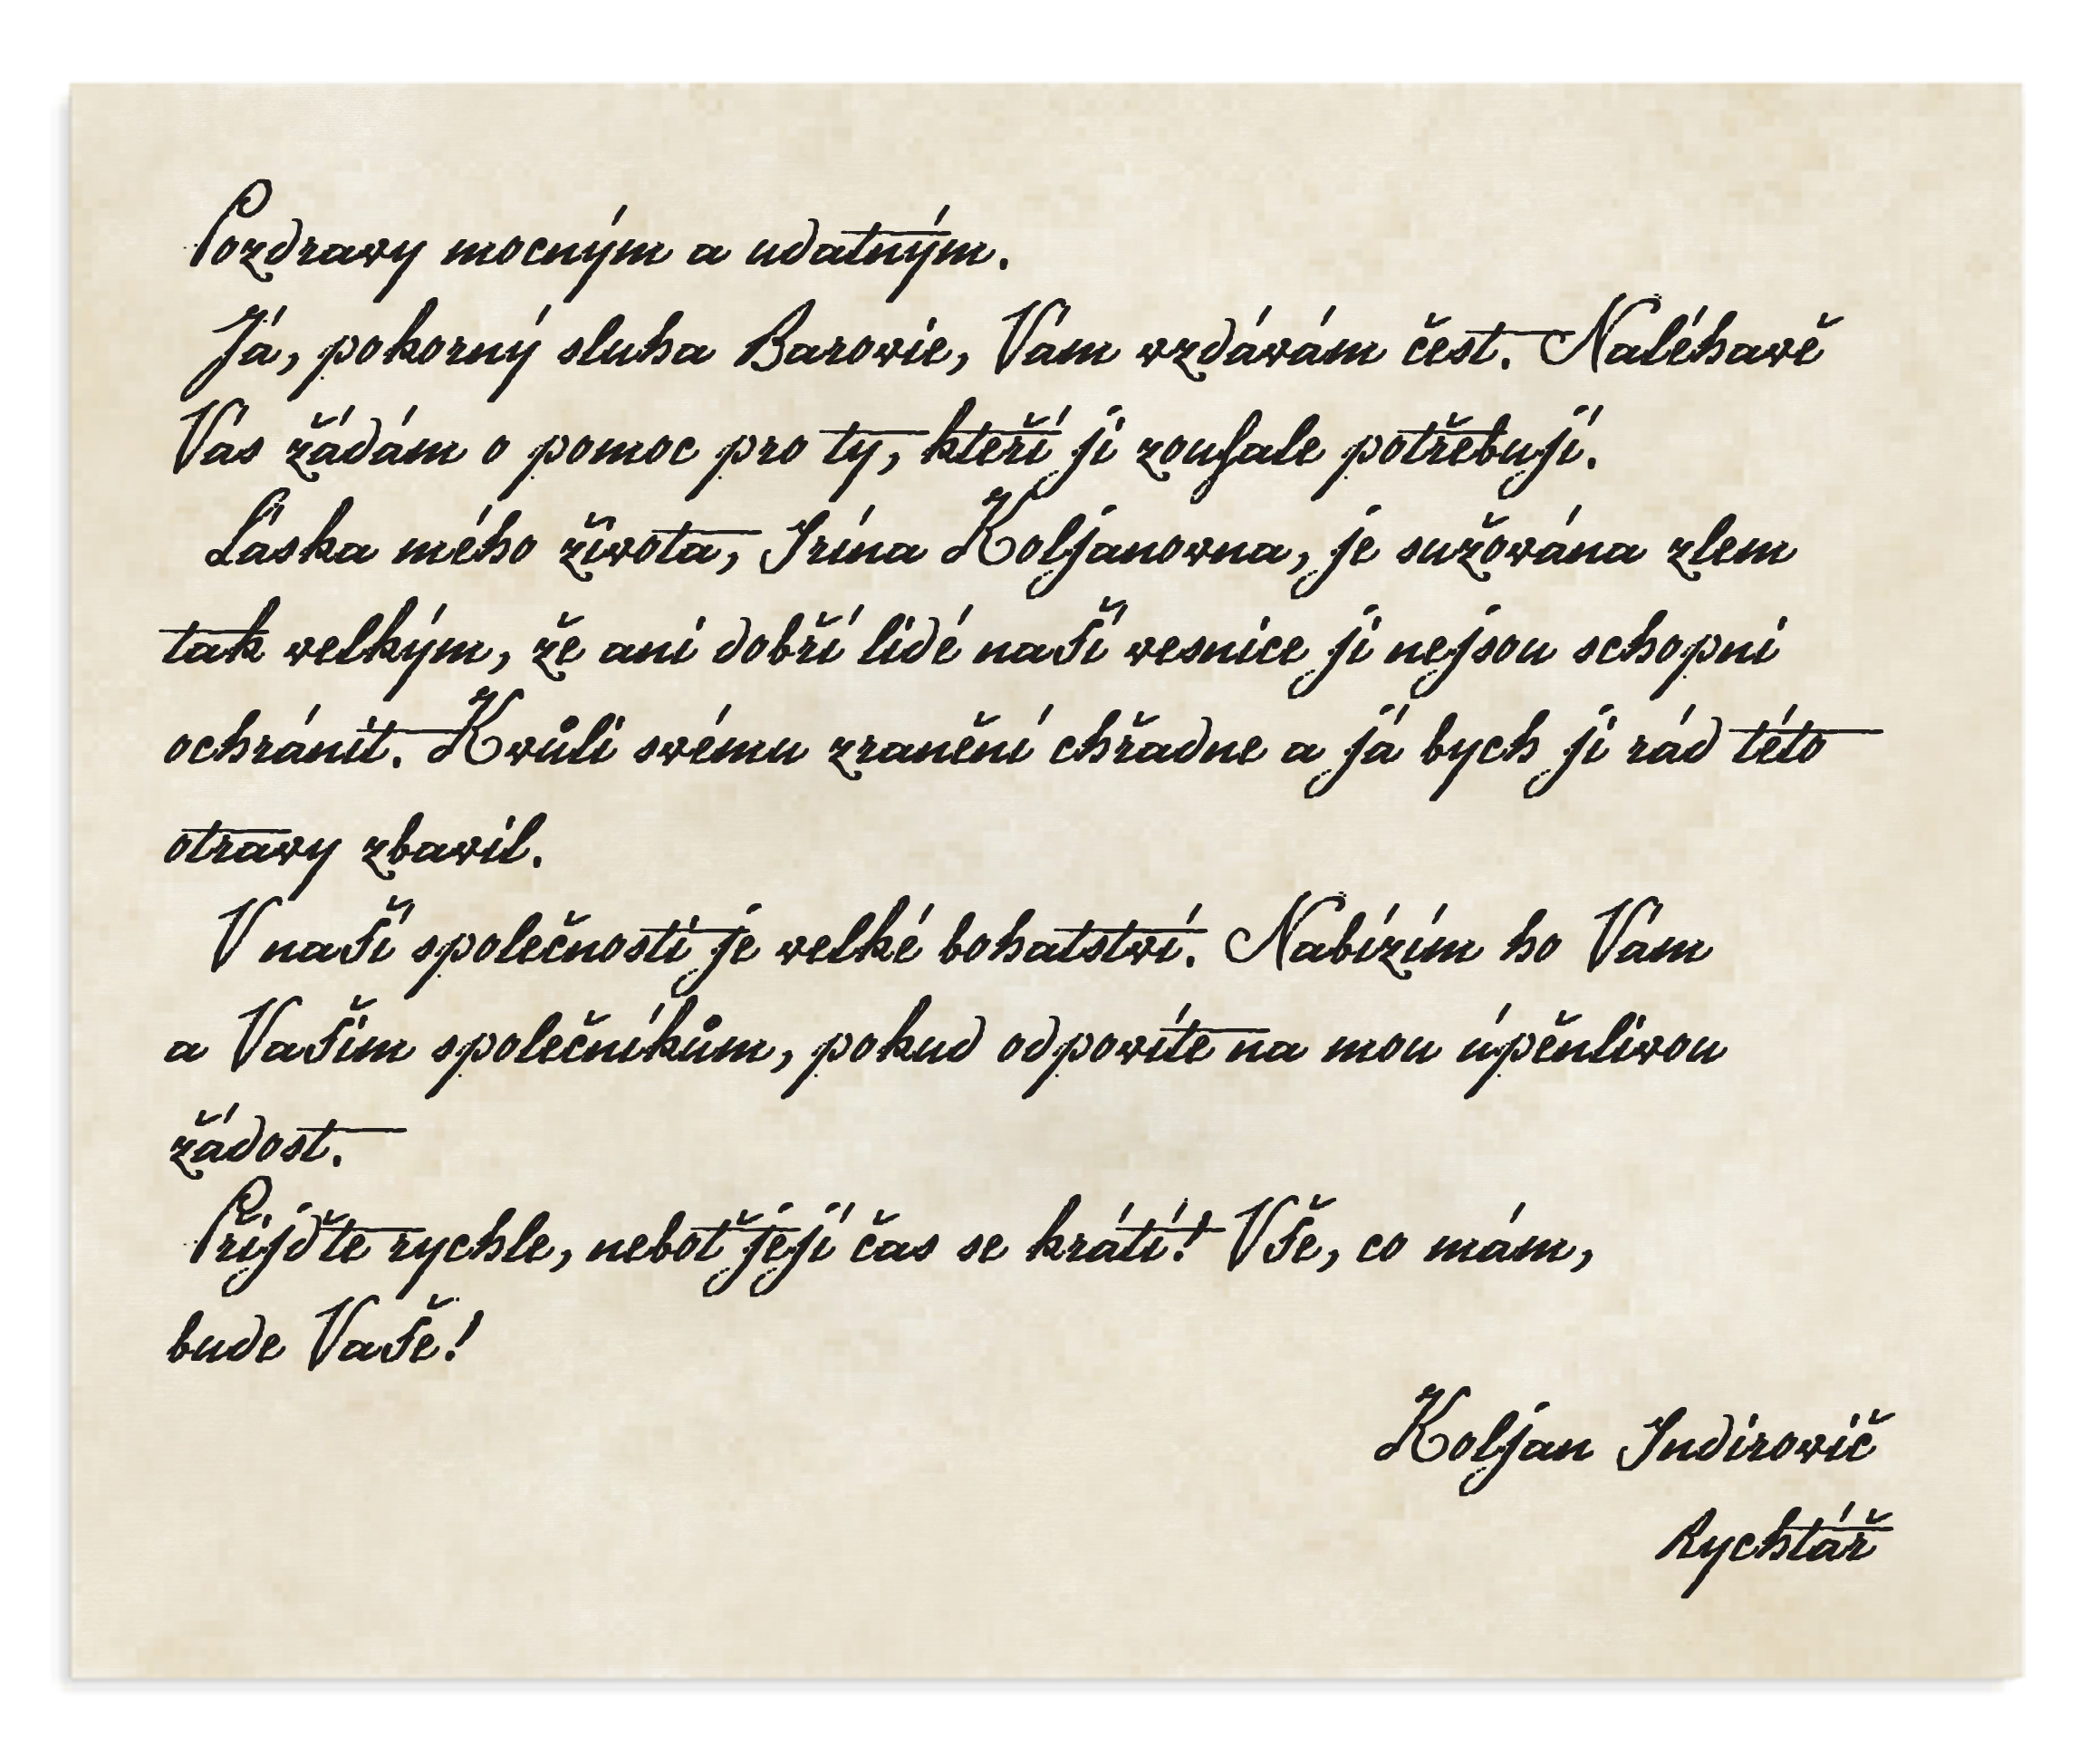 Pozdravy mocným a udatným.
Já, pokorný sluha Barovie, Vám vzdávám čest. Naléhavě
Vás žádám o pomoc pro ty, kteří ji zoufale potřebují.
Láska mého života, Irína Koljanovna, je sužována zlem
tak velkým, že ani dobří lidé naší vesnice ji nejsou schopni
ochránit. Kvůli svému zranění chřadne a já bych ji rád této
otravy zbavil.
V naší společnosti je velké bohatství. Nabízím ho Vám
a Vašim společníkům, pokud odpovíte na mou úpěnlivou
žádost.
Přijďte rychle, neboť její čas se krátí! Vše, co mám,
bude Vaše!
Koljan Indirovič
Rychtář